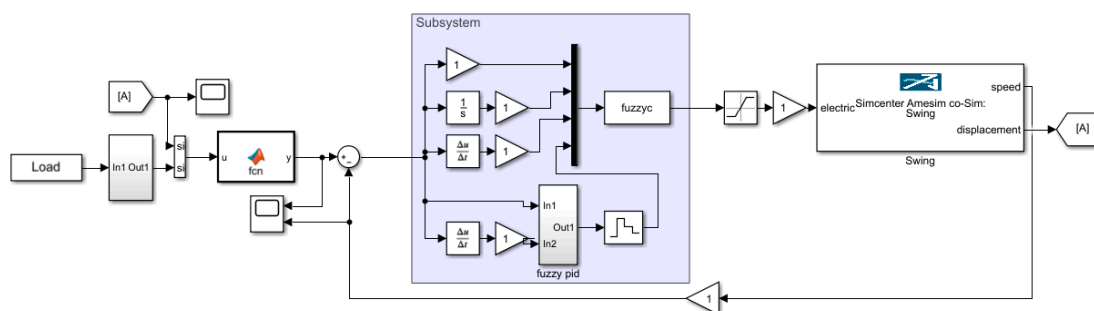 Subsystem
1
[A]
1
s
1
fuzzyc
1
electric
Simcenter Amesim co-Sim:
Swing
speed
displacement
[A]
Swing
Load
In1 Out1
si
si
u
fcn
y
+
−
Δu
Δt
1
In1
Out1
In2
Δu
Δt
1
fuzzy pid
1